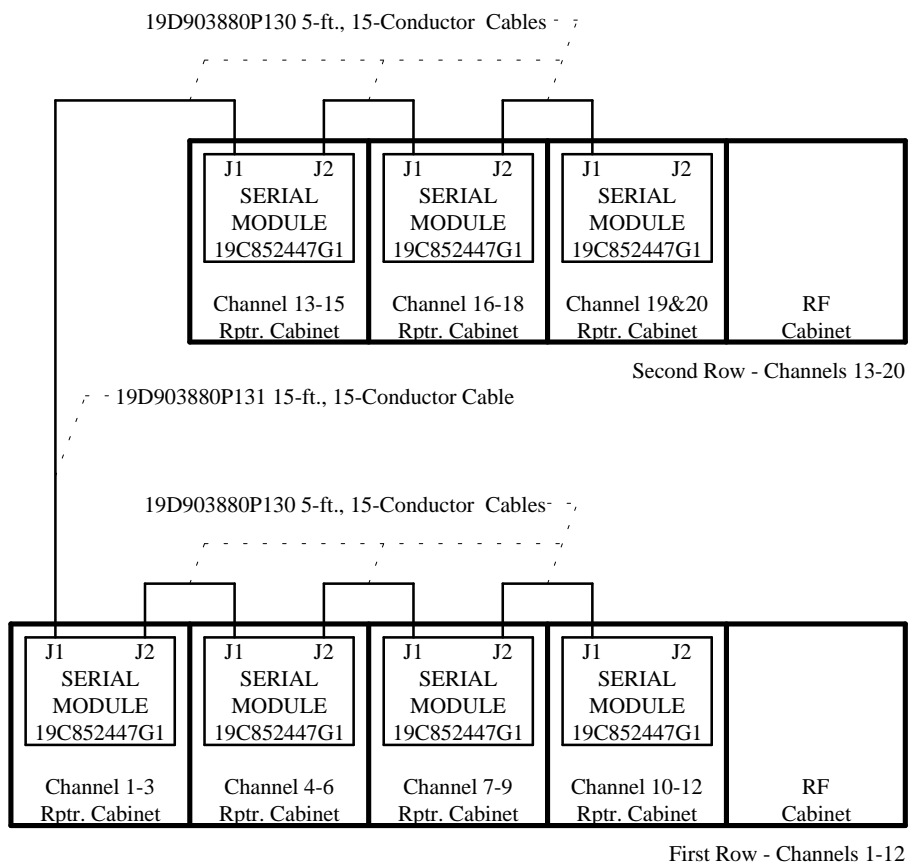 19D903880P130 5-ft., 15-Conductor Cables
J1 J2 J1 J2 J1 J2
SERIAL SERIAL SERIAL
MODULE MODULE MODULE
19C852447G1 19C852447G1 19C852447G1
Channel 13-15 Channel 16-18 Channel 19&20 RF
Rptr. Cabinet Rptr. Cabinet Rptr. Cabinet Cabinet
Second Row - Channels 13-20
19D903880P131 15-ft., 15-Conductor Cable
19D903880P130 5-ft., 15-Conductor Cables
J1 J2 J1 J2 J1 J2 J1 J2
SERIAL SERIAL SERIAL SERIAL
MODULE MODULE MODULE MODULE
19C852447G1 19C852447G1 19C852447G1 19C852447G1
Channel 1-3 Channel 4-6 Channel 7-9 Channel 10-12 RF
Rptr. Cabinet Rptr. Cabinet Rptr. Cabinet Rptr. Cabinet Cabinet
First Row - Channels 1-12